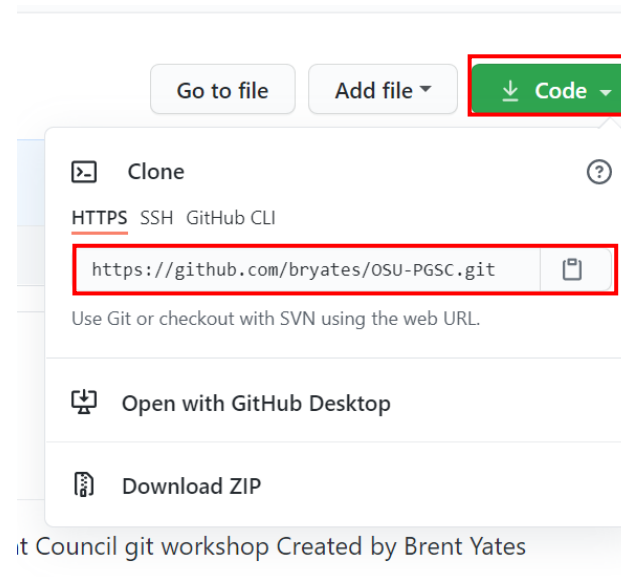 Go to file Add file Code
Clone
HTTPS SSH GitHub CLI
https://github.com/bryates/OSU-PGSC.git
Use Git or checkout with SVN using the web URL.
Open with GitHub Desktop
Download ZIP
t Council git workshop Created by Brent Yates